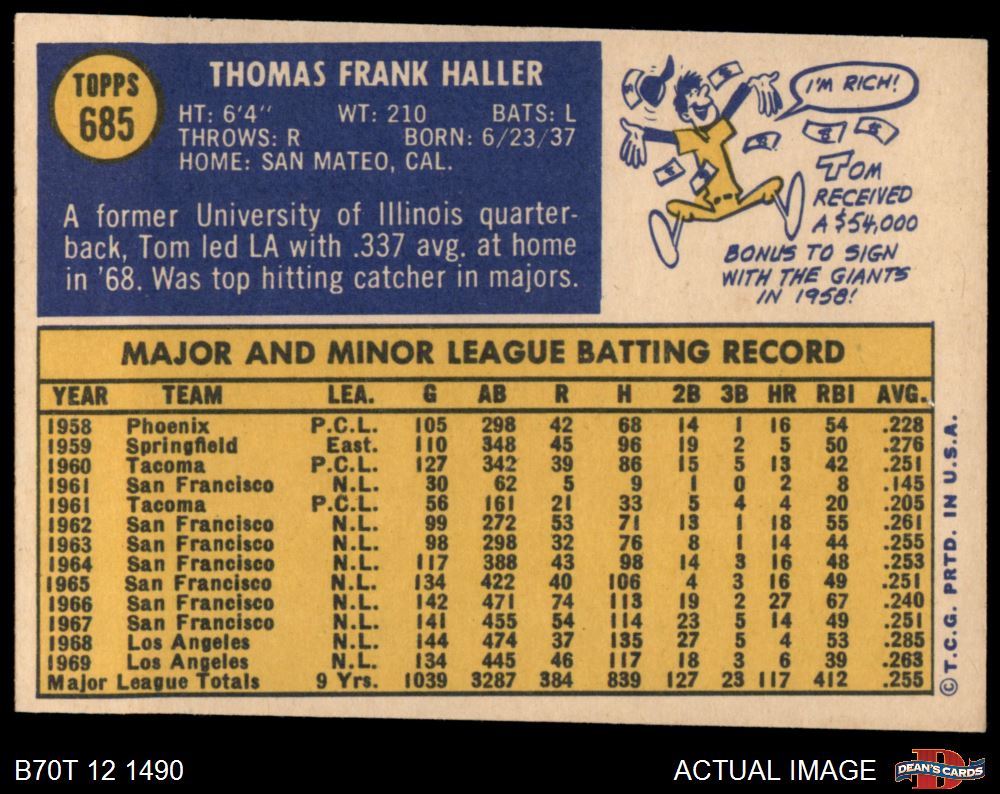 TOPPS
685
THOMAS FRANK HALLER
HT: 6'4" WT: 210 BATS: L
THROWS: R BORN: 6/23/37
HOME: SAN MATEO, CAL.
A former University of Illinois quarter-
back, Tom led LA with .337 avg. at home
in '68. Was top hitting catcher in majors.
I'M RICH!
TOM
RECEIVED
A $54,000
BONUS TO SIGN
WITH THE GIANTS
IN 1958!
MAJOR AND MINOR LEAGUE BATTING RECORD
YEAR TEAM LEA. G AB R H 2B 3B HR RBI AVG.
1958 Phoenix P.C.L. 105 298 42 68 14 1 16 54 .228
1959 Springfield East. 110 348 45 96 19 2 5 50 .276
1960 Tacoma P.C.L. 127 342 39 86 15 5 13 42 .251
1961 San Francisco N.L. 30 62 5 9 1 0 2 8 .145
1961 Tacoma P.C.L. 56 161 21 33 5 4 4 20 .205
1962 San Francisco N.L. 99 272 53 71 13 1 18 55 .261
1963 San Francisco N.L. 98 298 32 76 8 1 14 44 .255
1964 San Francisco N.L. 117 388 43 98 14 3 16 48 .253
1965 San Francisco N.L. 134 422 40 106 4 3 16 49 .251
1966 San Francisco N.L. 142 471 74 113 19 2 27 67 .240
1967 San Francisco N.L. 141 455 54 114 23 5 14 49 .251
1968 Los Angeles N.L. 144 474 37 135 27 5 4 53 .285
1969 Los Angeles N.L. 134 445 46 117 18 3 6 39 .263
Major League Totals 9 Yrs. 1039 3287 384 839 127 23 117 412 .255
© T.C.G. PRTD. IN U.S.A.
B70T 12 1490
ACTUAL IMAGE
DEAN'S CARDS